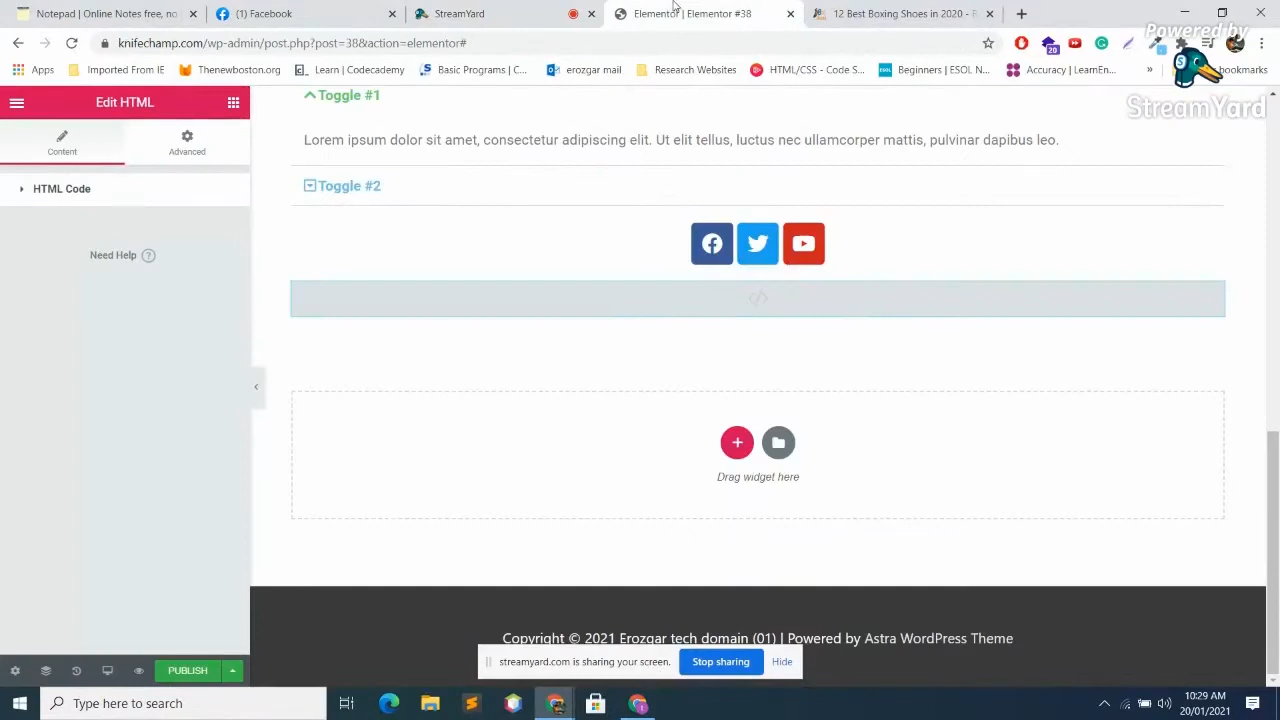 Notepad | Online Notes, free, no
(1) Facebook
StreamYard
Elementor | Elementor #38
12 Best Boxing Shoes in 2020 -
knifechamp.com/wp-admin/post.php?post=38&action=elementor#
20
Apps
Imported From IE
Thenewboston.org
Learn | Codecademy
Basic Programs | C...
erozgar mail
Research Websites
HTML/CSS - Code S...
Beginners | ESOL N...
Accuracy | LearnEn...
»
bookmarks
Powered by
StreamYard
Edit HTML
Content
Advanced
HTML Code
Need Help ?
PUBLISH
Toggle #1
Lorem ipsum dolor sit amet, consectetur adipiscing elit. Ut elit tellus, luctus nec ullamcorper mattis, pulvinar dapibus leo.
Toggle #2
</>
Drag widget here
Copyright © 2021 Erozgar tech domain (01) | Powered by Astra WordPress Theme
streamyard.com is sharing your screen.
Stop sharing
Hide
Type here to search
10:29 AM
20/01/2021